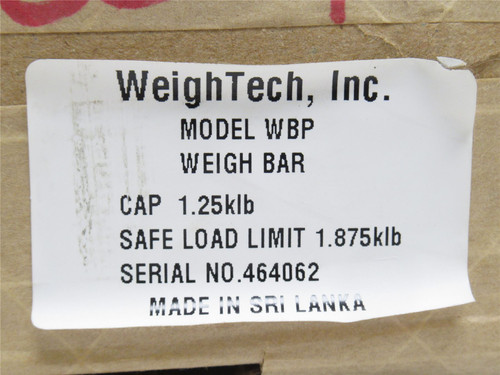 WeighTech, Inc.
MODEL WBP
WEIGH BAR
CAP 1.25klb
SAFE LOAD LIMIT 1.875klb
SERIAL NO.464062
MADE IN SRI LANKA